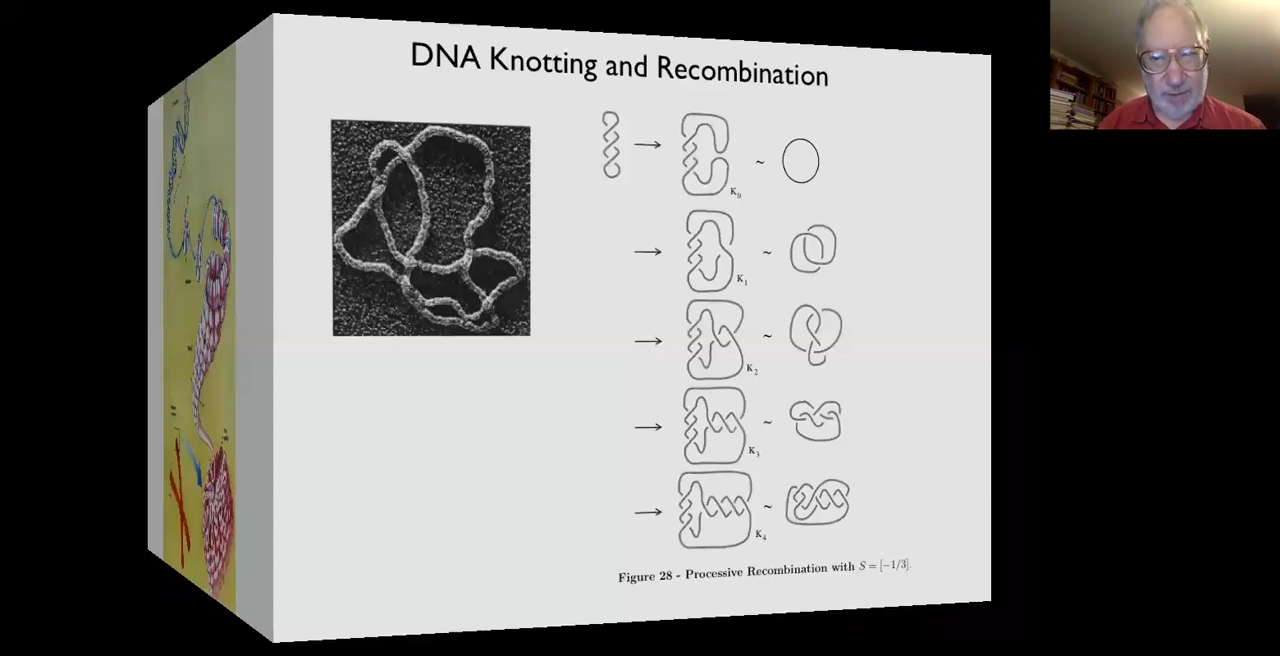 DNA Knotting and Recombination
K₀
K₁
K₂
K₃
K₄
Figure 28 - Processive Recombination with S = [−1/3].